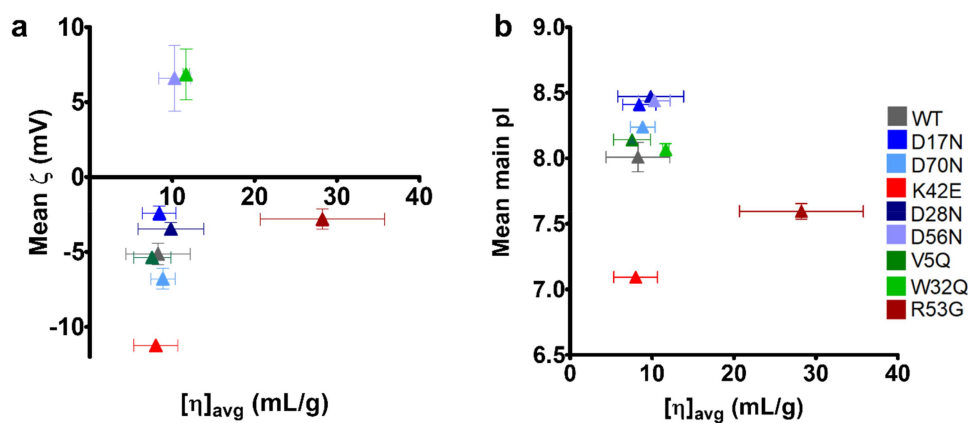 a
10
5
0
-5
-10
10 20 30 40
Mean ζ (mV)
[η]avg (mL/g)
b
9.0
8.5
8.0
7.5
7.0
6.5
0 10 20 30 40
Mean main pI
[η]avg (mL/g)
WT
D17N
D70N
K42E
D28N
D56N
V5Q
W32Q
R53G